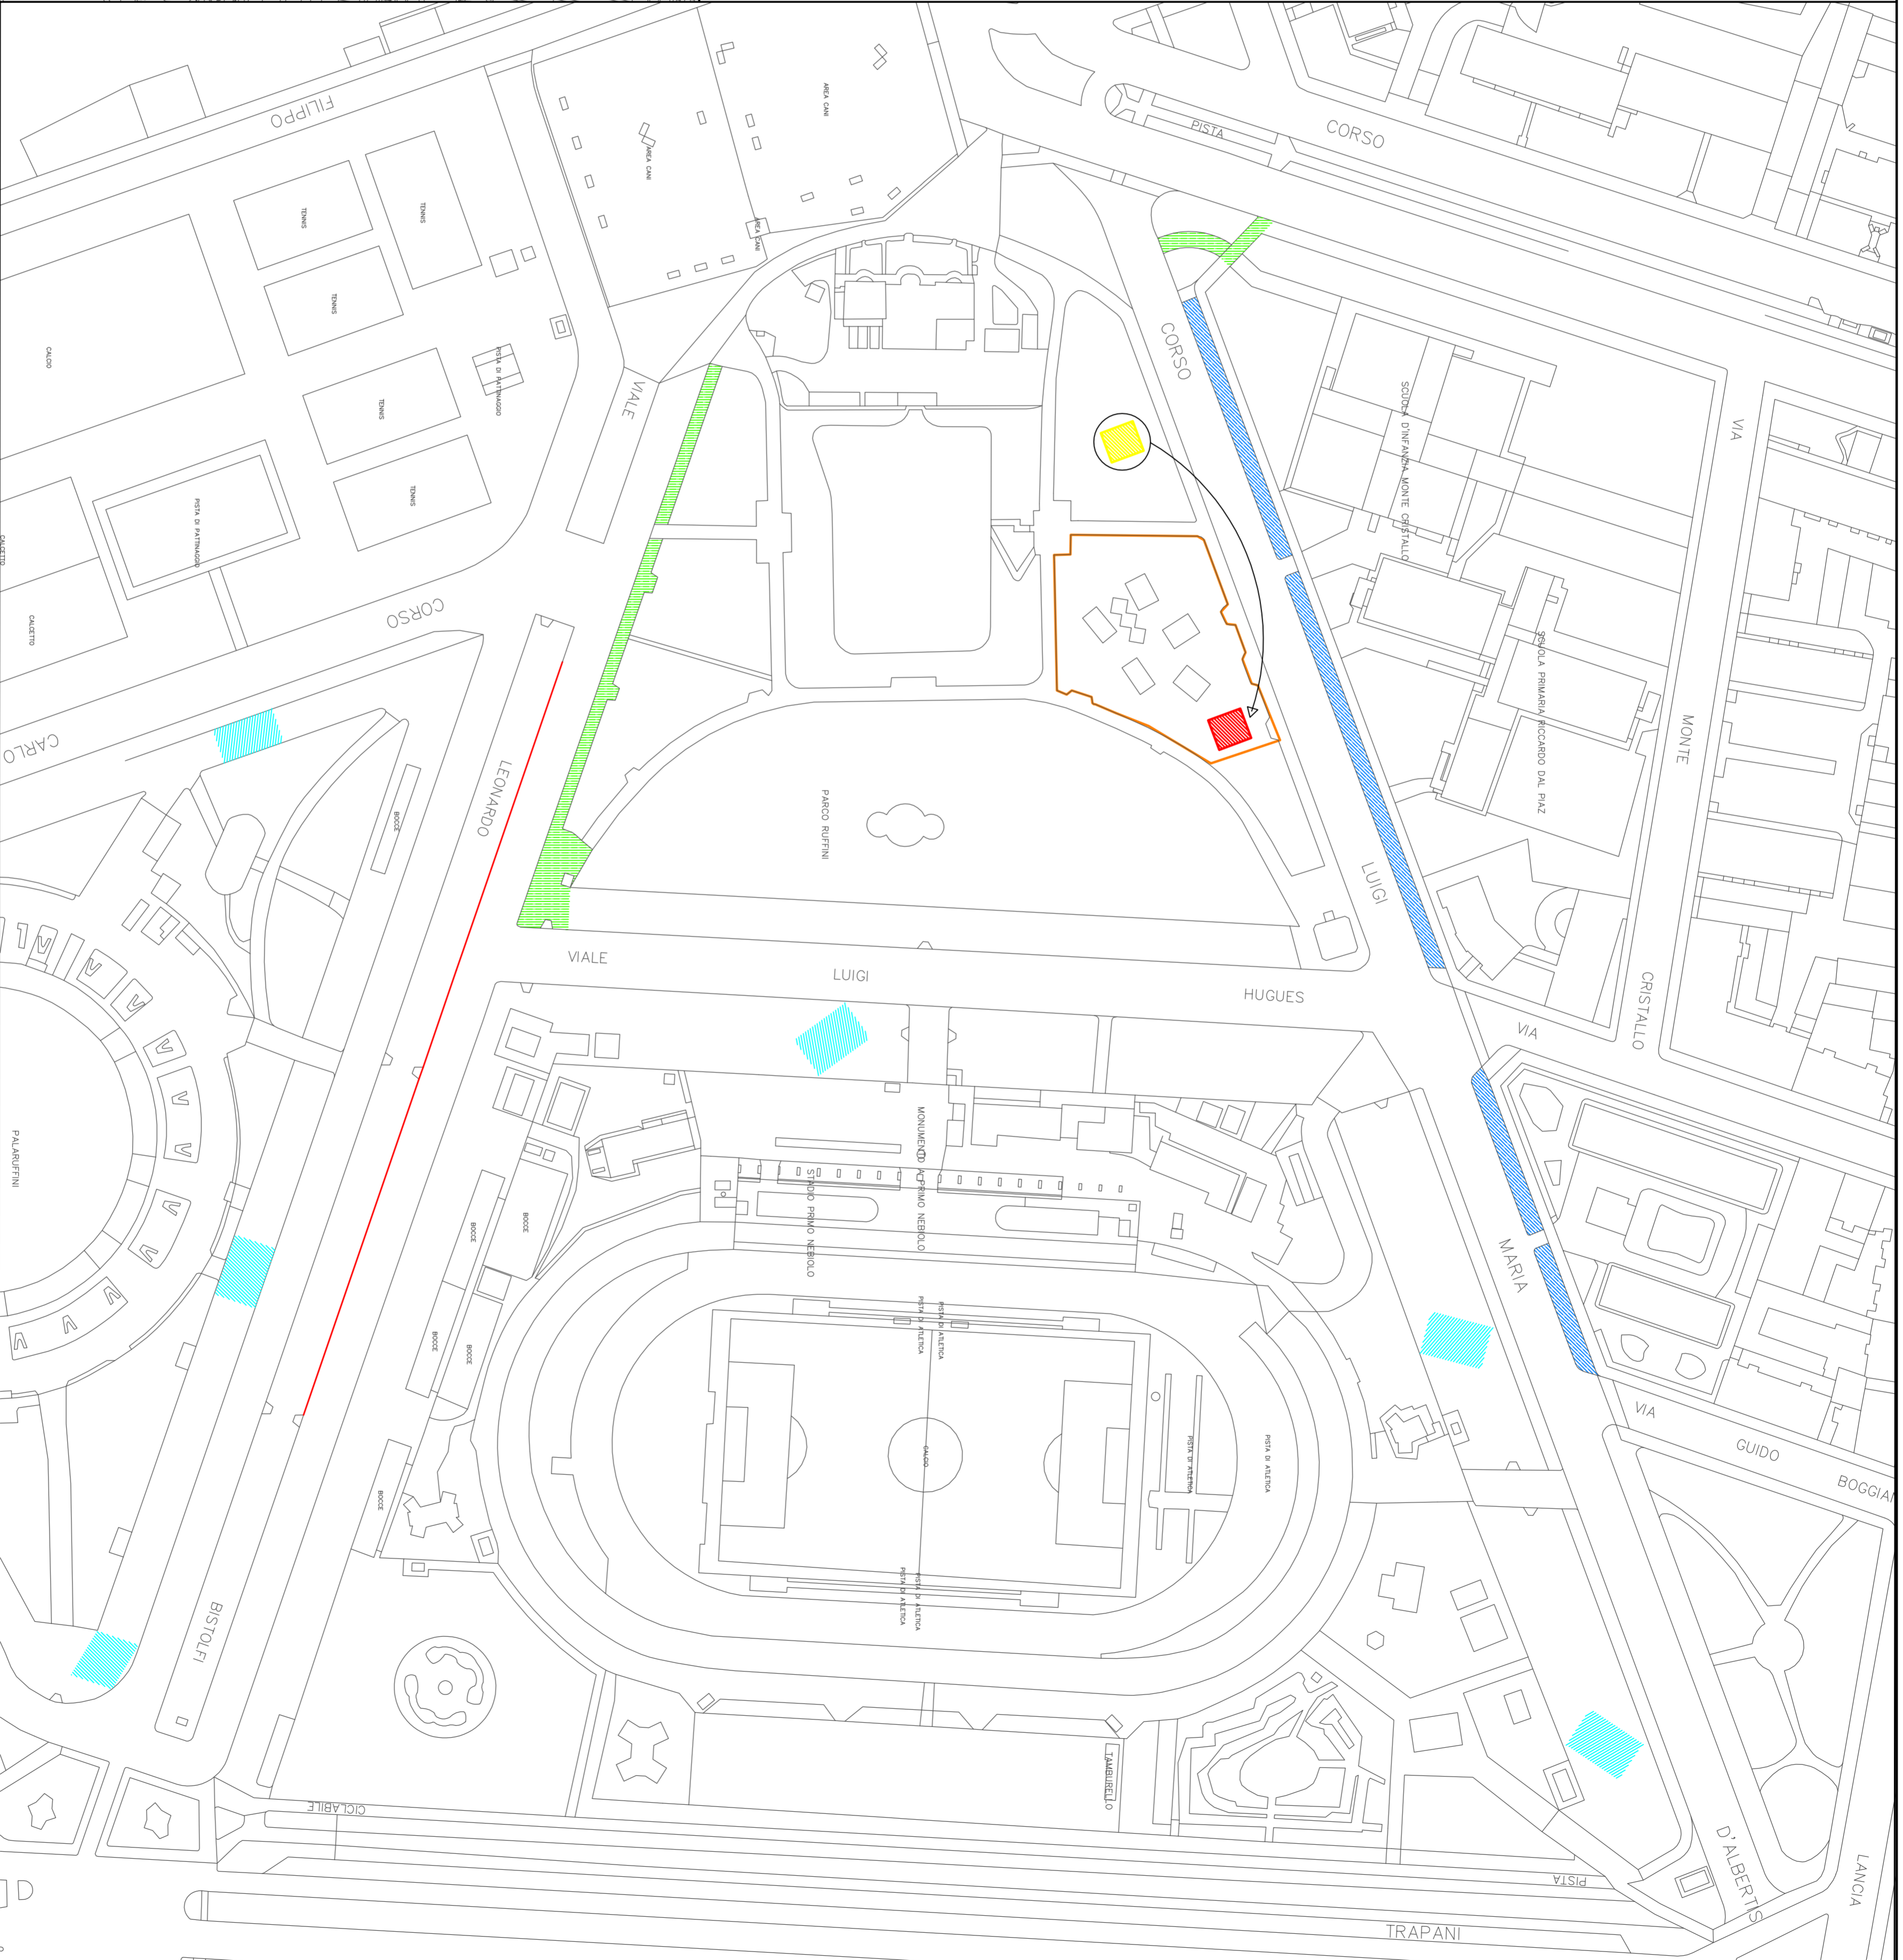 FILIPPO
AREA CANI
AREA CANI
AREA CANI
PISTA
CORSO
TENNIS
TENNIS
TENNIS
TENNIS
TENNIS
CALCIO
PISTA DI PATTINAGGIO
VIALE
CORSO
SCUOLA D'INFANZIA MONTE CRISTALLO
VIA
PISTA DI PATTINAGGIO
CALCETTO
CALCETTO
CORSO
SCUOLA PRIMARIA RICCARDO DAL PIAZ
MONTE
CARLO
LEONARDO
BOCCE
PARCO RUFFINI
LUIGI
VIALE
LUIGI
HUGUES
VIA
CRISTALLO
PALARUFFINI
MONUMENTO A PRIMO NEBIOLO
STADIO PRIMO NEBIOLO
BOCCE
BOCCE
BOCCE
BOCCE
BOCCE
MARIA
PISTA DI ATLETICA
PISTA DI ATLETICA
CALCIO
PISTA DI ATLETICA
PISTA DI ATLETICA
VIA
GUIDO
BOGGIAN
PISTA DI ATLETICA
PISTA DI ATLETICA
BISTOLFI
TAMBURELLO
CICLABILE
PISTA
D'ALBERTIS
LANCIA
TRAPANI